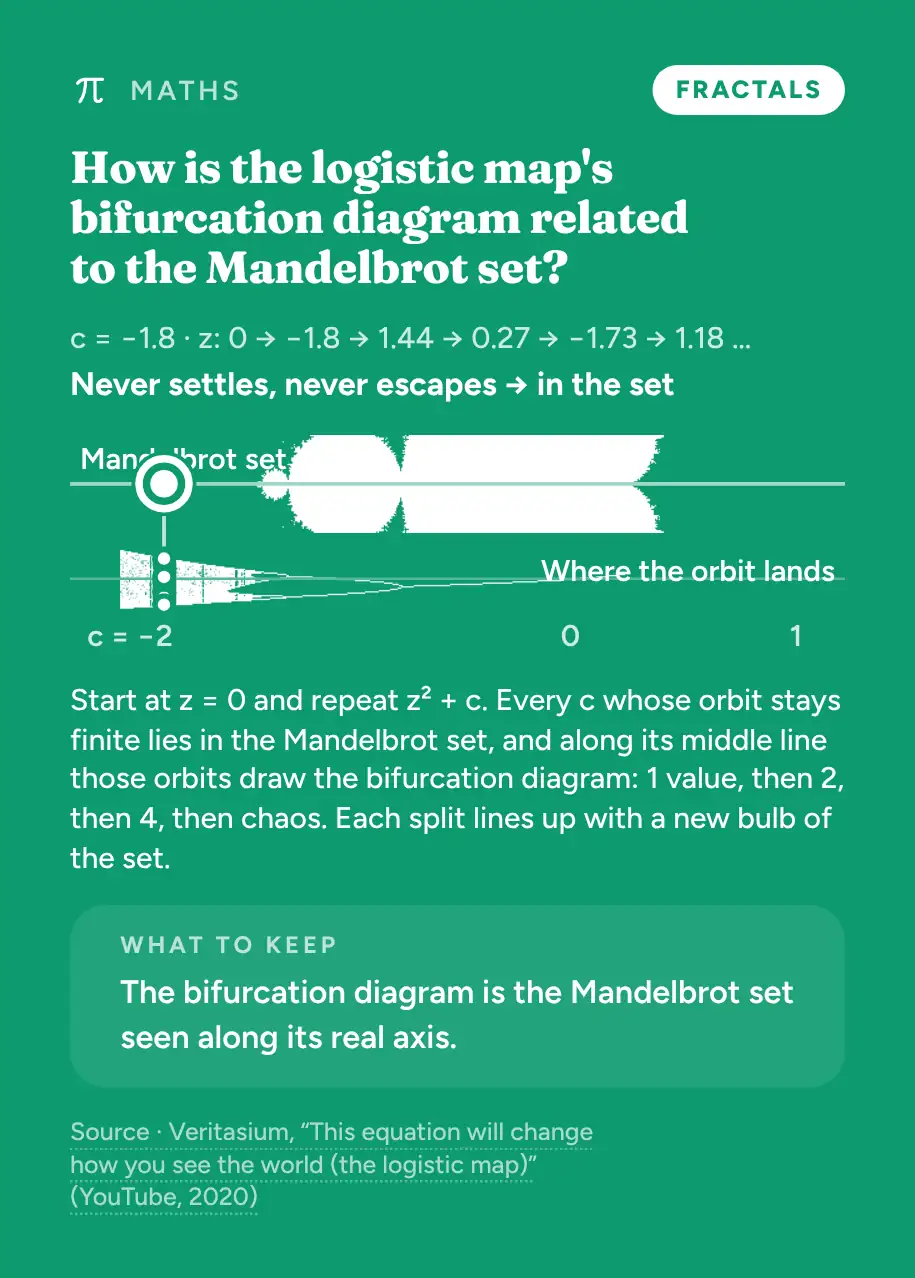 π MATHS
FRACTALS
How is the logistic map's
bifurcation diagram related
to the Mandelbrot set?
c = −1.8 · z: 0 → −1.8 → 1.44 → 0.27 → −1.73 → 1.18 ...
Never settles, never escapes → in the set
Mandelbrot set
Where the orbit lands
c = −2 0 1
Start at z = 0 and repeat z² + c. Every c whose orbit stays
finite lies in the Mandelbrot set, and along its middle line
those orbits draw the bifurcation diagram: 1 value, then 2,
then 4, then chaos. Each split lines up with a new bulb of
the set.
WHAT TO KEEP
The bifurcation diagram is the Mandelbrot set
seen along its real axis.
Source · Veritasium, “This equation will change
how you see the world (the logistic map)”
(YouTube, 2020)